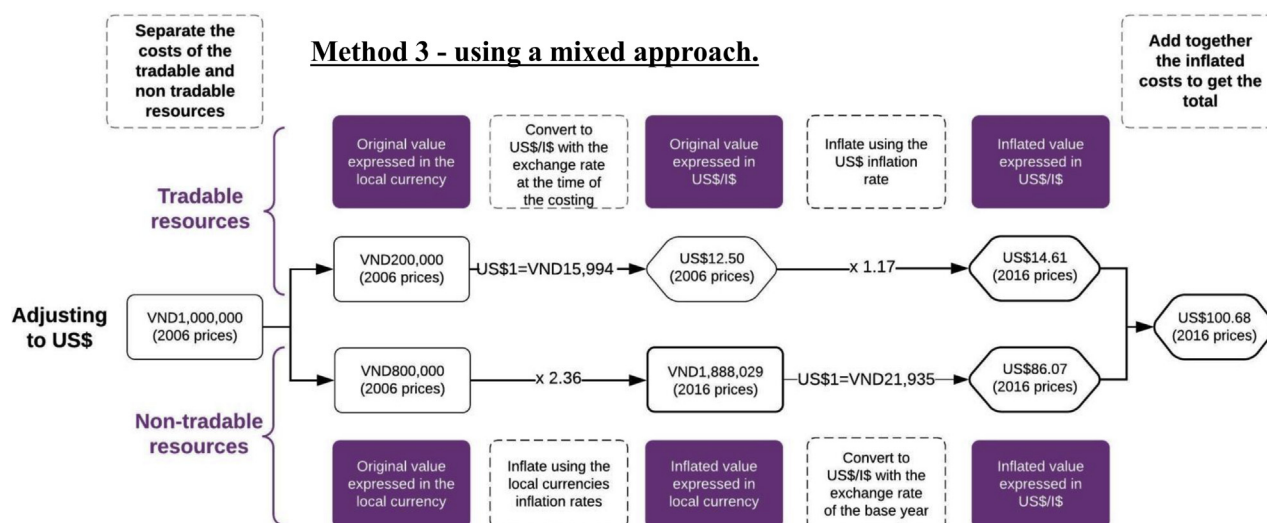 Separate the
costs of the
tradable and
non tradable
resources
Method 3 - using a mixed approach.
Add together
the inflated
costs to get the
total
Original value
expressed in the
local currency
Convert to
US$/I$ with the
exchange rate
at the time of
the costing
Original value
expressed in
US$/I$
Inflate using the
US$ inflation
rate
Inflated value
expressed in
US$/I$
Tradable
resources
VND200,000
(2006 prices)
US$1=VND15,994
US$12.50
(2006 prices)
x 1.17
US$14.61
(2016 prices)
Adjusting
to US$
VND1,000,000
(2006 prices)
US$100.68
(2016 prices)
VND800,000
(2006 prices)
x 2.36
VND1,888,029
(2016 prices)
US$1=VND21,935
US$86.07
(2016 prices)
Non-tradable
resources
Original value
expressed in the
local currency
Inflate using the
local currencies
inflation rates
Inflated value
expressed in
local currency
Convert to
US$/I$ with the
exchange rate
of the base year
Inflated value
expressed in
US$/I$